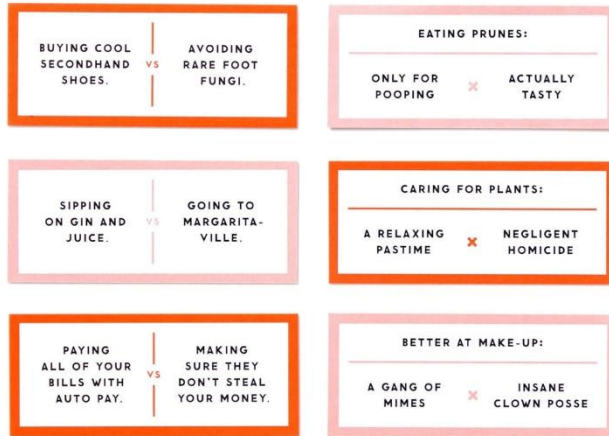 BUYING COOL
SECONDHAND
SHOES.
VS
AVOIDING
RARE FOOT
FUNGI.
EATING PRUNES:
ONLY FOR
POOPING
×
ACTUALLY
TASTY
SIPPING
ON GIN AND
JUICE.
VS
GOING TO
MARGARITA-
VILLE.
CARING FOR PLANTS:
A RELAXING
PASTIME
×
NEGLIGENT
HOMICIDE
PAYING
ALL OF YOUR
BILLS WITH
AUTO PAY.
VS
MAKING
SURE THEY
DON'T STEAL
YOUR MONEY.
BETTER AT MAKE-UP:
A GANG OF
MIMES
×
INSANE
CLOWN POSSE